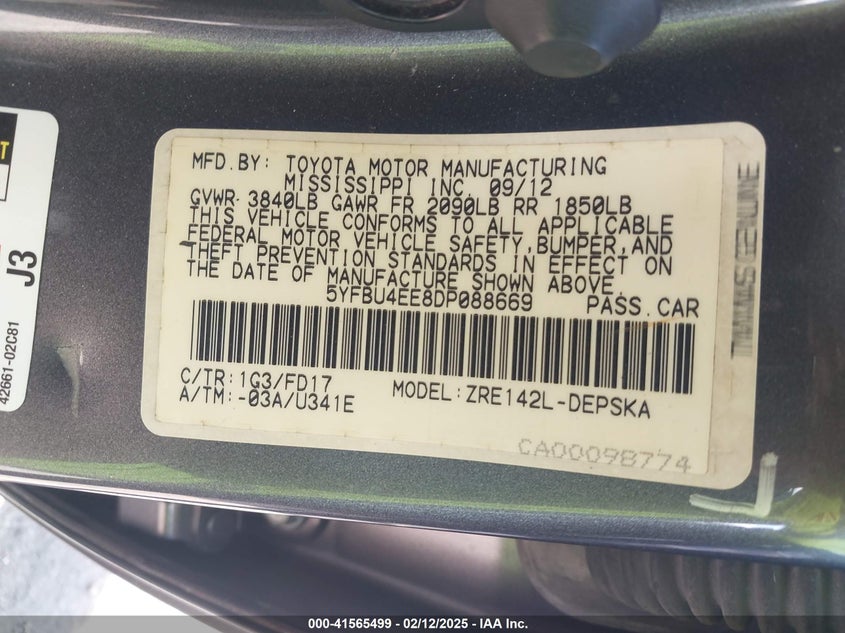 MFD.BY: TOYOTA MOTOR MANUFACTURING
MISSISSIPPI INC. 09/12
GVWR 3840LB GAWR FR 2090LB RR 1850LB
THIS VEHICLE CONFORMS TO ALL APPLICABLE
FEDERAL MOTOR VEHICLE SAFETY, BUMPER, AND
THEFT PREVENTION STANDARDS IN EFFECT ON
THE DATE OF MANUFACTURE SHOWN ABOVE.
5YFBU4EE8DP088669 PASS.CAR
C/TR:1G3/FD17
A/TM:-03A/U341E
MODEL:ZRE142L-DEPSKA
CA00098774
GENUINE
J3
42661-02C81
000-41565499 - 02/12/2025 - IAA Inc.